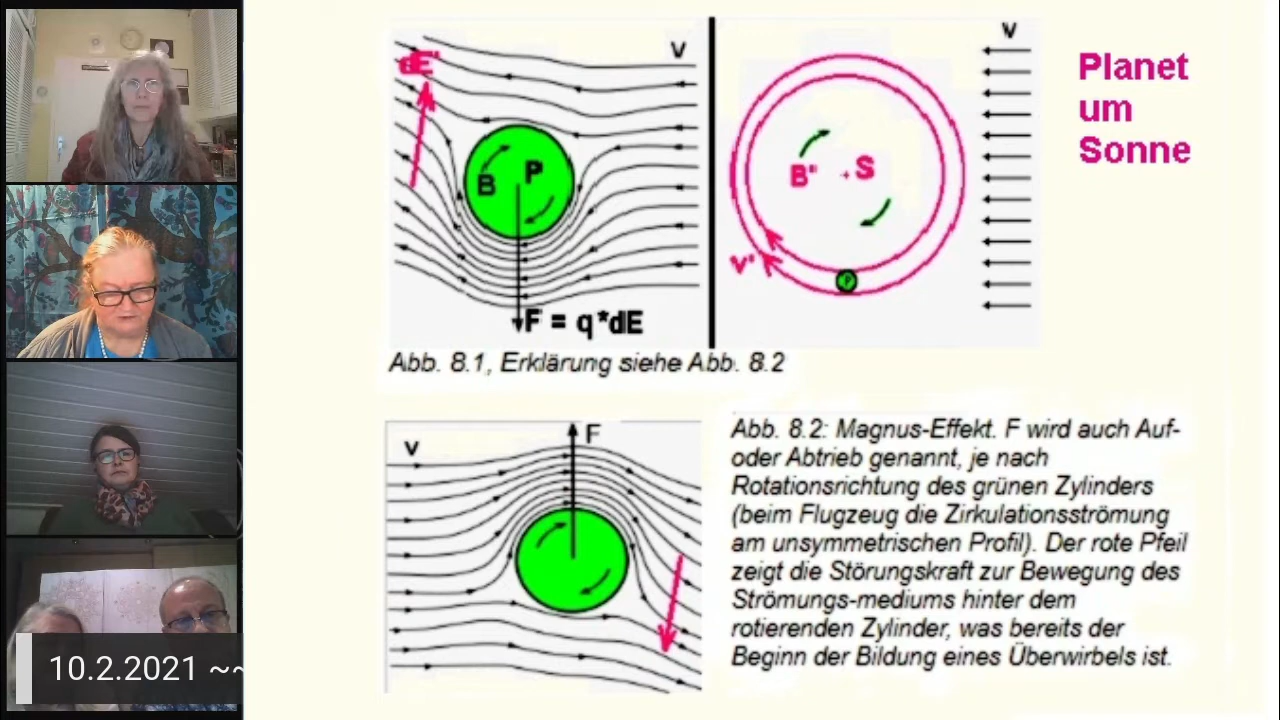 dE'
V
B
P
F = q*dE
V
B"
S
V'
P
Planet
um
Sonne
Abb. 8.1, Erklärung siehe Abb. 8.2
V
F
Abb. 8.2: Magnus-Effekt. F wird auch Auf-
oder Abtrieb genannt, je nach
Rotationsrichtung des grünen Zylinders
(beim Flugzeug die Zirkulationsströmung
am unsymmetrischen Profil). Der rote Pfeil
zeigt die Störungskraft zur Bewegung des
Strömungs-mediums hinter dem
rotierenden Zylinder, was bereits der
Beginn der Bildung eines Überwirbels ist.
10.2.2021 ~~